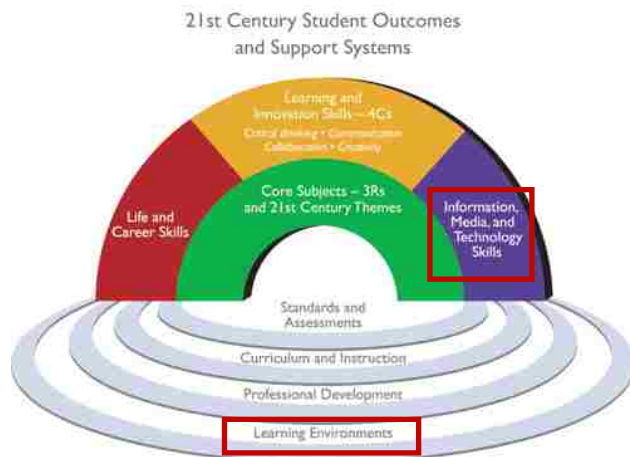 21st Century Student Outcomes
and Support Systems
Learning and
Innovation Skills – 4Cs
Critical thinking • Communication
Collaboration • Creativity
Core Subjects – 3Rs
and 21st Century Themes
Life and
Career Skills
Information,
Media, and
Technology
Skills
Standards and
Assessments
Curriculum and Instruction
Professional Development
Learning Environments